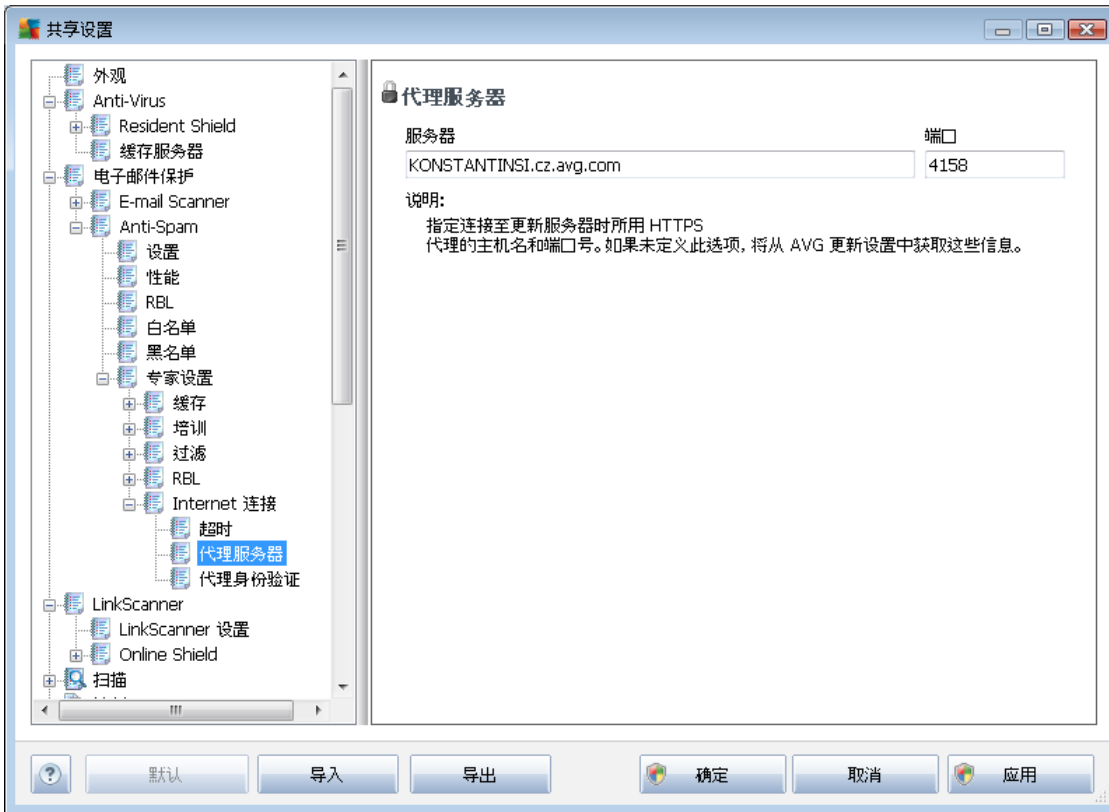 共享设置
外观
Anti-Virus
Resident Shield
缓存服务器
电子邮件保护
E-mail Scanner
Anti-Spam
设置
性能
RBL
白名单
黑名单
专家设置
缓存
培训
过滤
RBL
Internet 连接
超时
代理服务器
代理身份验证
LinkScanner
LinkScanner 设置
Online Shield
扫描
代理服务器
服务器
端口
KONSTANTINSI.cz.avg.com
4158
说明:
指定连接至更新服务器时所用 HTTPS
代理的主机名和端口号。如果未定义此选项, 将从 AVG 更新设置中获取这些信息。
默认
导入
导出
确定
取消
应用